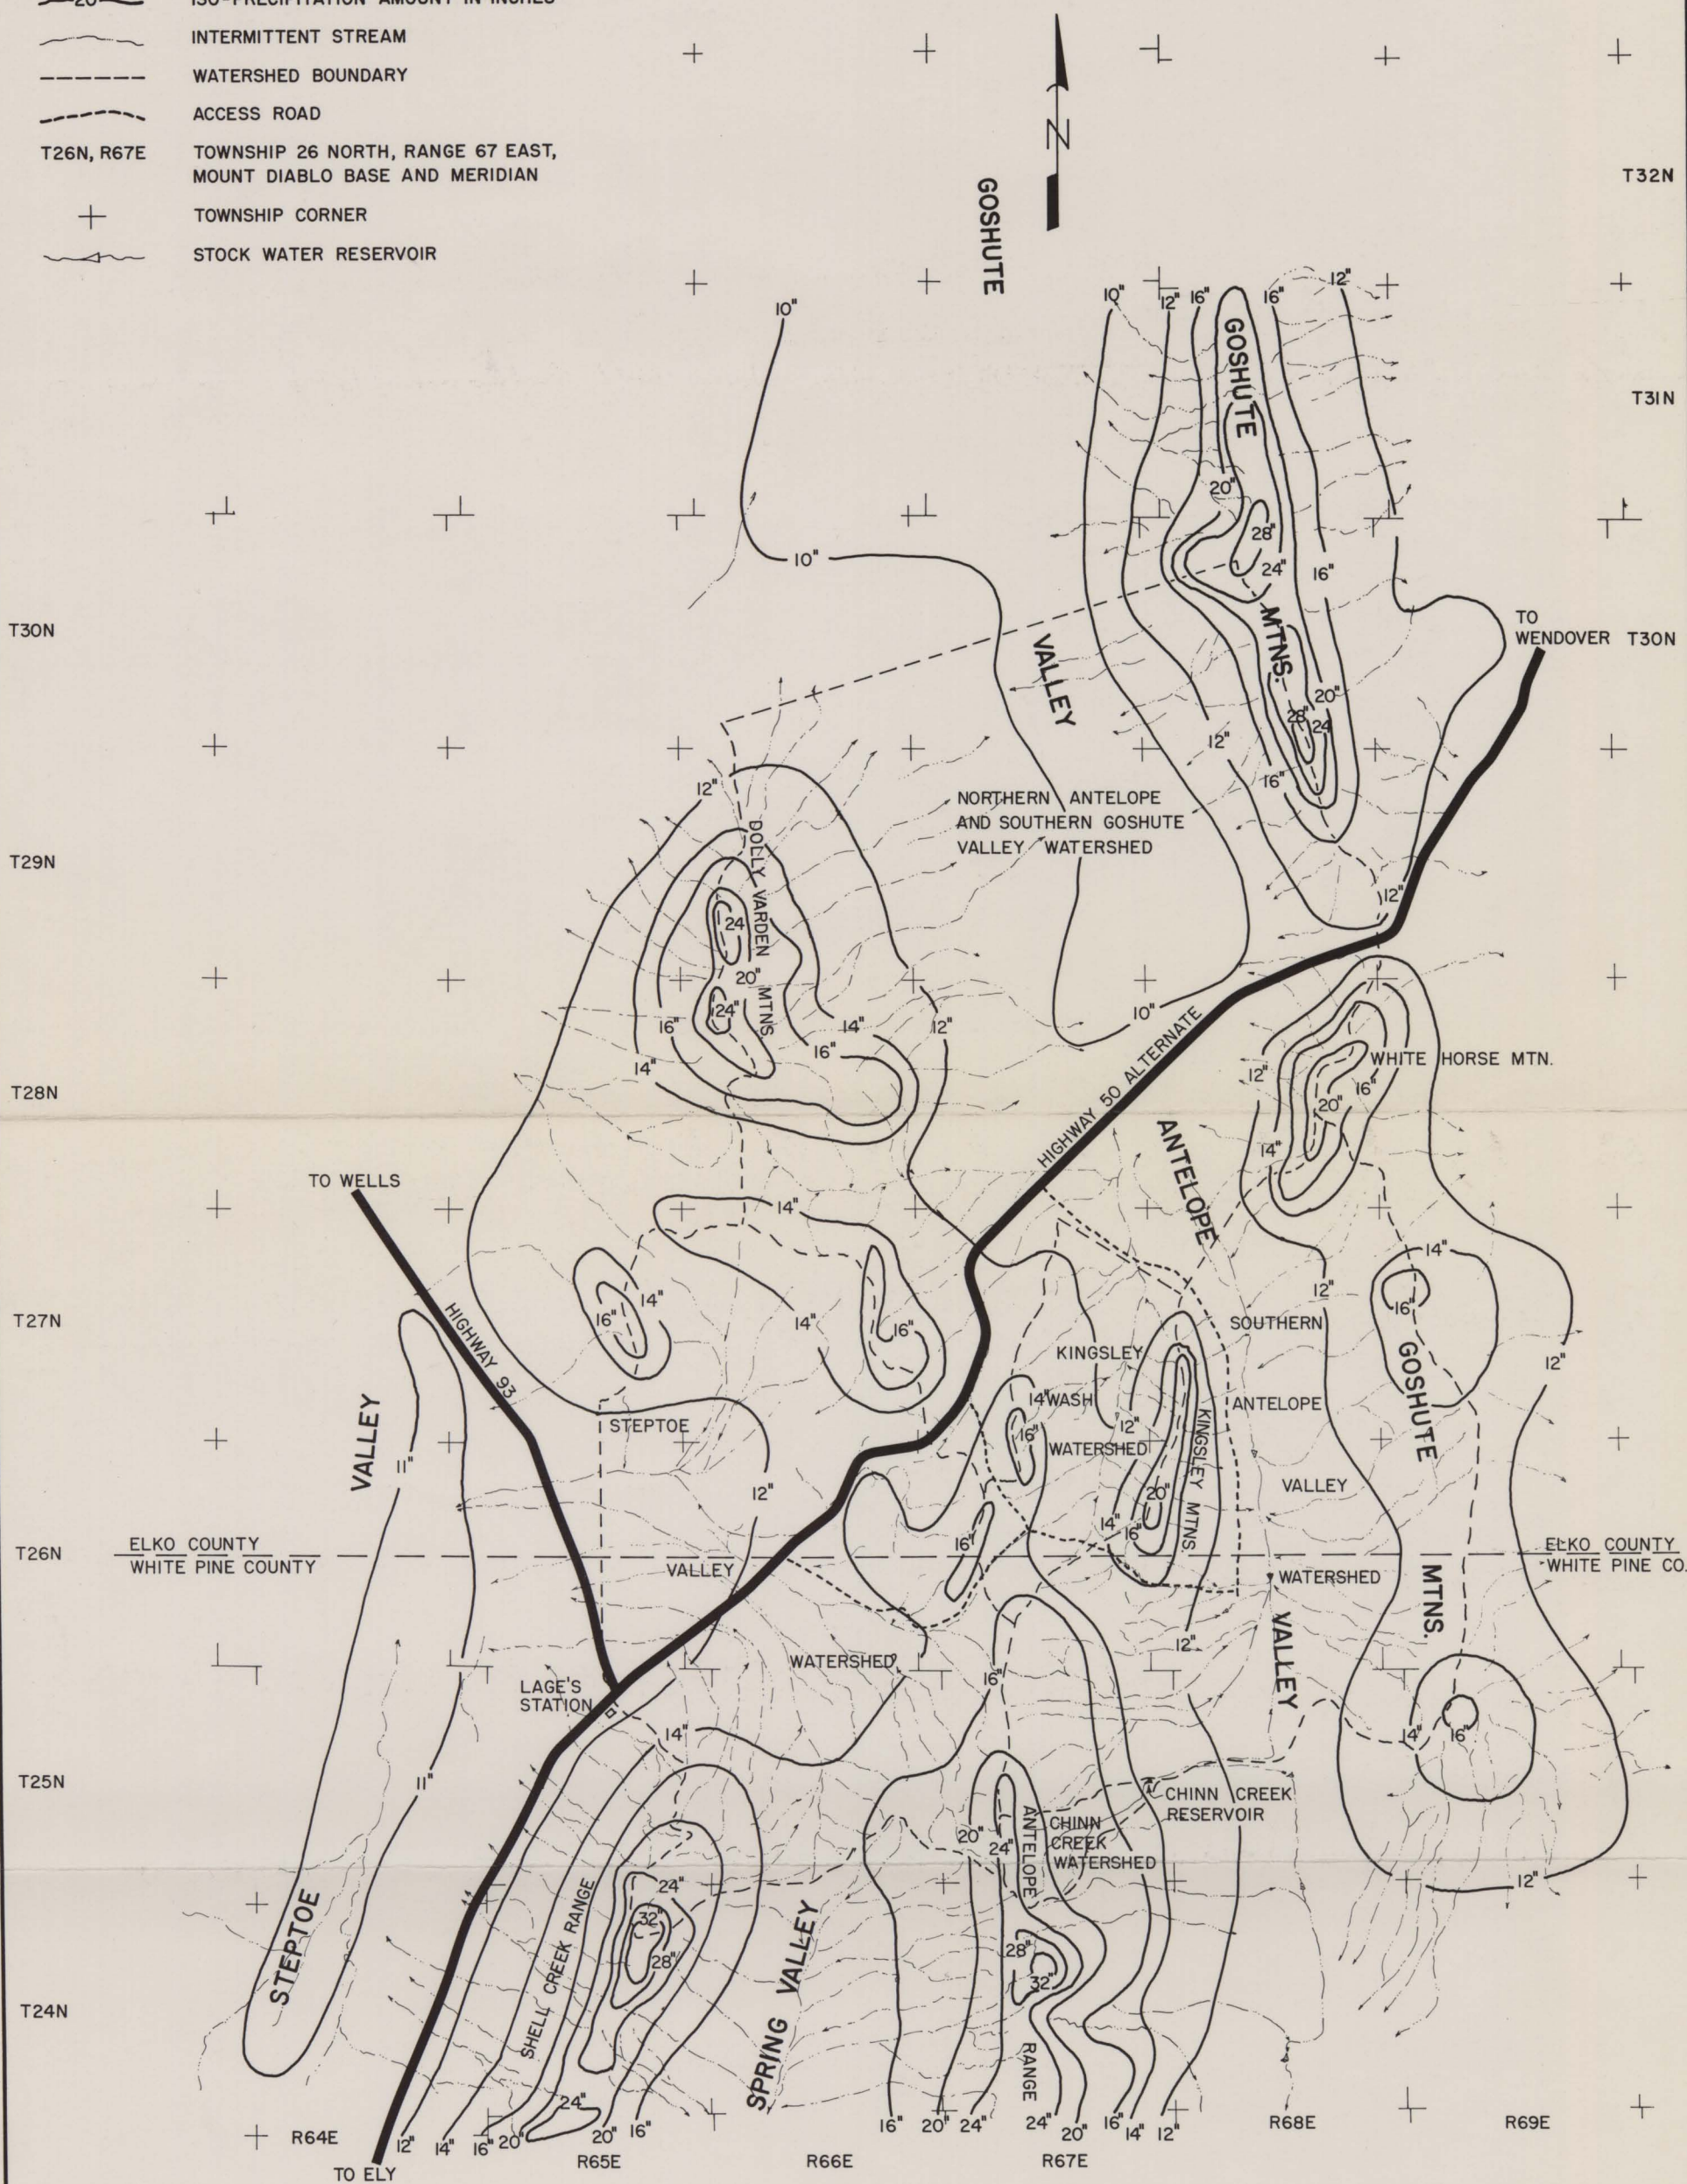 20 ISO-PRECIPITATION AMOUNT IN INCHES
INTERMITTENT STREAM
WATERSHED BOUNDARY
ACCESS ROAD
T26N, R67E TOWNSHIP 26 NORTH, RANGE 67 EAST,
MOUNT DIABLO BASE AND MERIDIAN
TOWNSHIP CORNER
STOCK WATER RESERVOIR
N
T32N
GOSHUTE
10"
10"
12"
16"
16"
12"
GOSHUTE
T31N
20"
28"
10"
24"
16"
T30N
MTNS.
TO
WENDOVER
T30N
VALLEY
20"
28"
24
12"
16"
12"
NORTHERN ANTELOPE
AND SOUTHERN GOSHUTE
VALLEY WATERSHED
T29N
DOLLY VARDEN
MTNS
12"
24
20"
24"
16"
14"
12"
10"
16"
14"
HIGHWAY 50 ALTERNATE
WHITE HORSE MTN.
12"
16"
20"
14"
T28N
ANTELOPE
TO WELLS
14"
14"
12"
14"
16"
14"
16"
16"
T27N
HIGHWAY 93
SOUTHERN
KINGSLEY
GOSHUTE
12"
VALLEY
14"
WASH
ANTELOPE
12"
STEPTOE
16"
WATERSHED
KINGSLEY MTNS.
11"
VALLEY
12"
20"
14"
16"
16"
T26N
ELKO COUNTY
WHITE PINE COUNTY
ELKO COUNTY
WHITE PINE CO.
VALLEY
WATERSHED
MTNS.
VALLEY
12"
WATERSHED
16"
LAGE'S
STATION
14"
14"
16"
T25N
11"
CHINN CREEK
RESERVOIR
ANTELOPE
CHINN
CREEK
WATERSHED
20"
24"
12"
24"
STEPTOE
SHELL CREEK RANGE
32"
28"
SPRING VALLEY
28"
32"
T24N
RANGE
24"
R64E
12"
14"
16"
20"
20"
16"
16"
20"
24"
24"
20"
16"
14"
12"
R68E
R69E
R65E
R66E
R67E
TO ELY